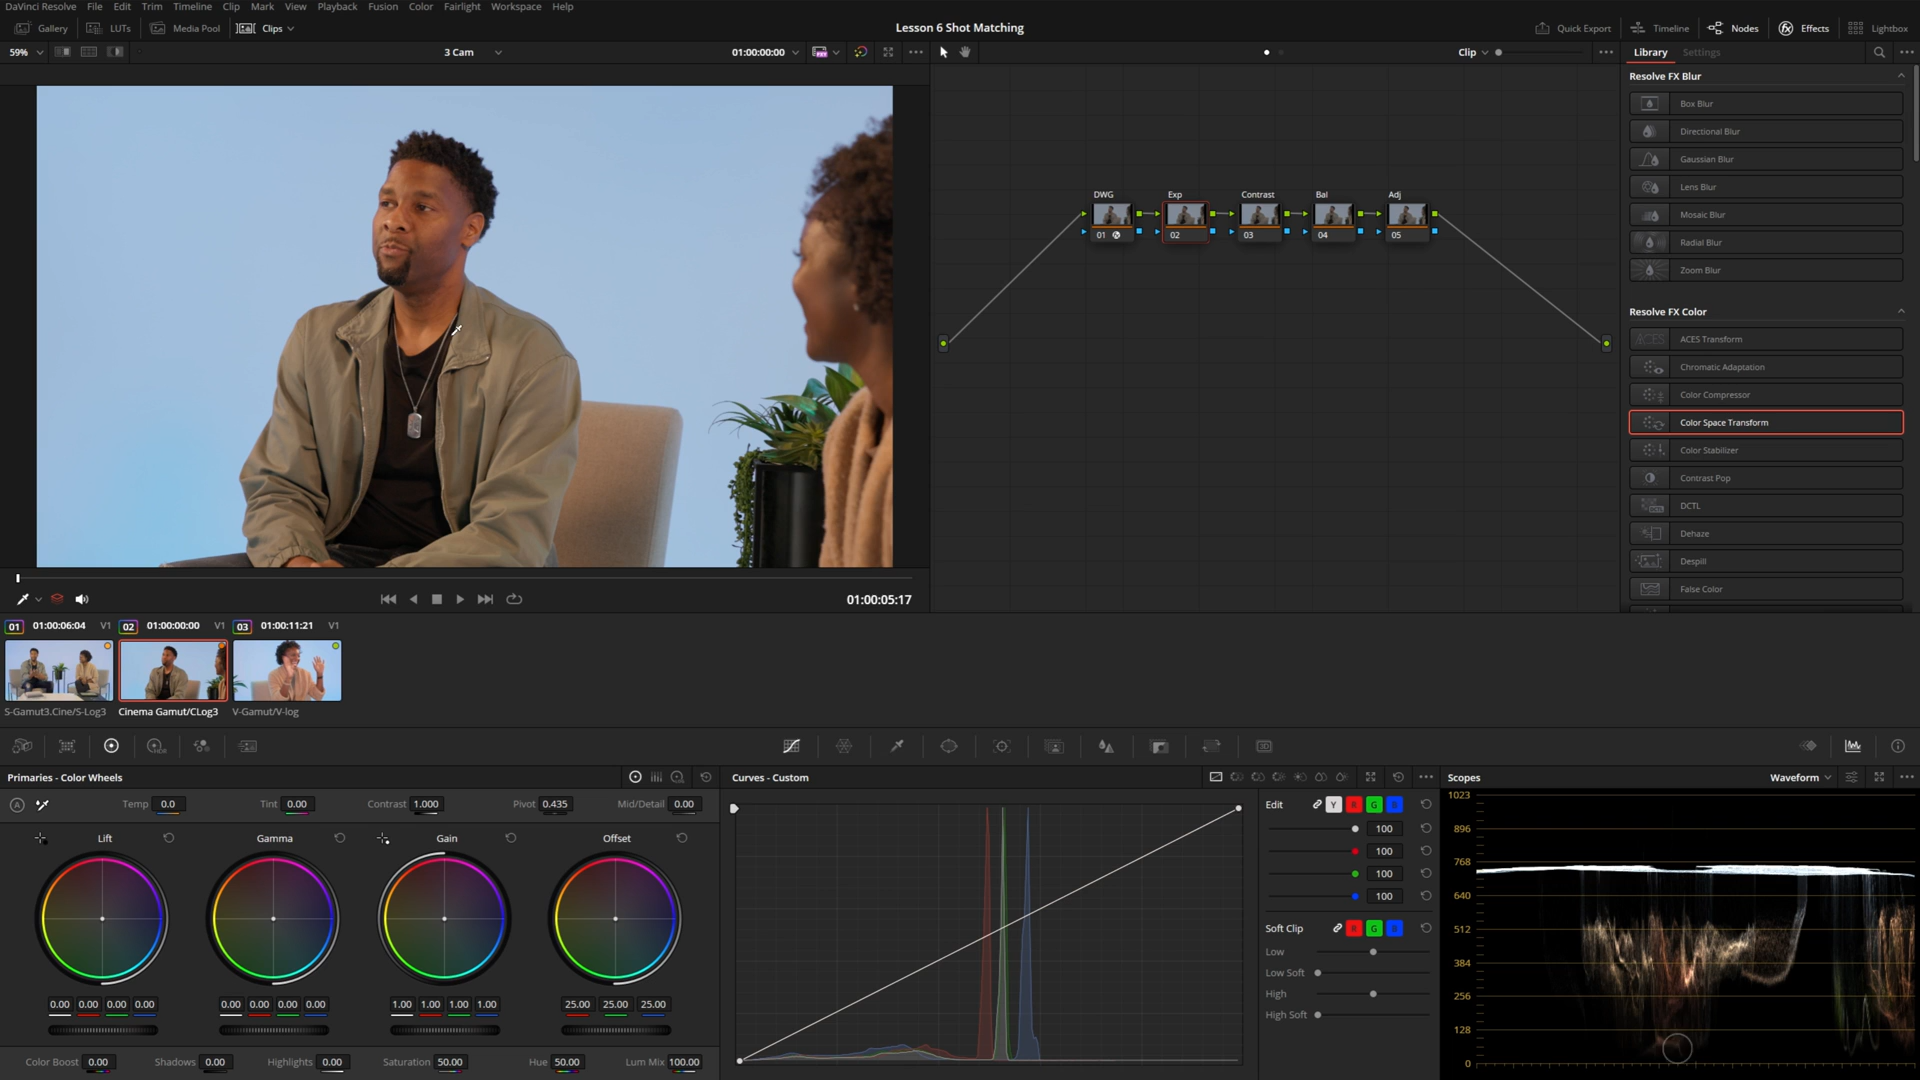 DaVinci Resolve File Edit Trim Timeline Clip Mark View Playback Fusion Color Fairlight Workspace Help
Gallery LUTs Media Pool Clips Lesson 6 Shot Matching Quick Export Timeline Nodes Effects Lightbox
59% 3 Cam 01:00:00:00 Clip Library Settings
Resolve FX Blur
Box Blur
Directional Blur
Gaussian Blur
Lens Blur
Mosaic Blur
Radial Blur
Zoom Blur
DWG Exp Contrast Bal Adj
01 02 03 04 05
Resolve FX Color
ACES Transform
Chromatic Adaptation
Color Compressor
Color Space Transform
Color Stabilizer
Contrast Pop
DCTL
Dehaze
Despill
False Color
01:00:05:17
01 01:00:06:04 V1 02 01:00:00:00 V1 03 01:00:11:21 V1
S-Gamut3.Cine/S-Log3 Cinema Gamut/CLog3 V-Gamut/V-log
HDR 3D
Primaries - Color Wheels Curves - Custom Scopes Waveform
A Temp 0.0 Tint 0.00 Contrast 1.000 Pivot 0.435 Mid/Detail 0.00
Lift Gamma Gain Offset
0.00 0.00 0.00 0.00 0.00 0.00 0.00 0.00 1.00 1.00 1.00 1.00 25.00 25.00 25.00
Color Boost 0.00 Shadows 0.00 Highlights 0.00 Saturation 50.00 Hue 50.00 Lum Mix 100.00
Edit Y R G B
100
100
100
100
Soft Clip R G B
Low
Low Soft
High
High Soft
1023
896
768
640
512
384
256
128
0